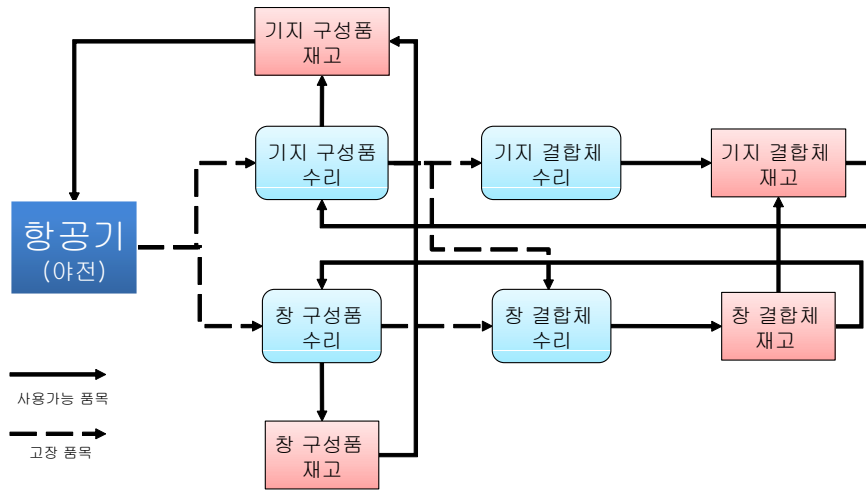 기지 구성품
재고
기지 구성품
수리
기지 결합체
수리
기지 결합체
재고
항공기
(야전)
창 구성품
수리
창 결합체
수리
창 결합체
재고
사용가능 품목
고장 품목
창 구성품
재고